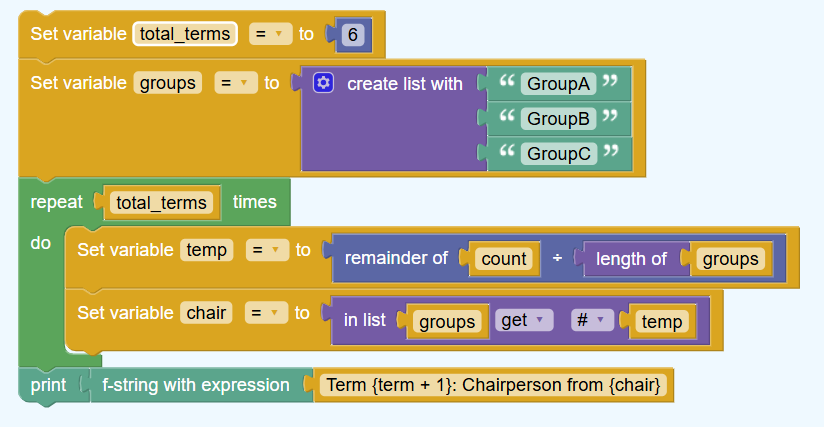 Set variable total_terms = to 6
Set variable groups = to create list with “ GroupA ”
“ GroupB ”
“ GroupC ”
repeat total_terms times
do Set variable temp = to remainder of count ÷ length of groups
Set variable chair = to in list groups get # temp
print f-string with expression Term {term + 1}: Chairperson from {chair}